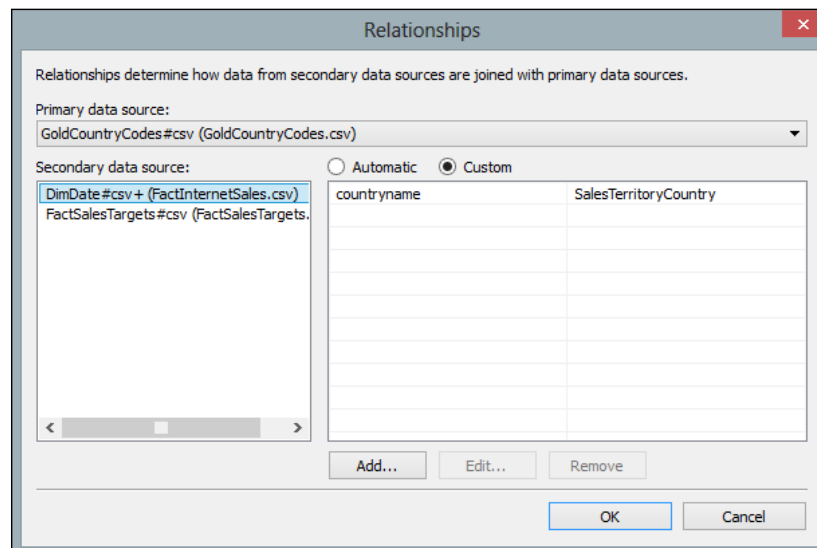 Relationships
Relationships determine how data from secondary data sources are joined with primary data sources.
Primary data source:
GoldCountryCodes#csv (GoldCountryCodes.csv)
Secondary data source:
Automatic
Custom
DimDate#csv+ (FactInternetSales.csv)
FactSalesTargets#csv (FactSalesTargets.
countryname
SalesTerritoryCountry
Add...
Edit...
Remove
OK
Cancel